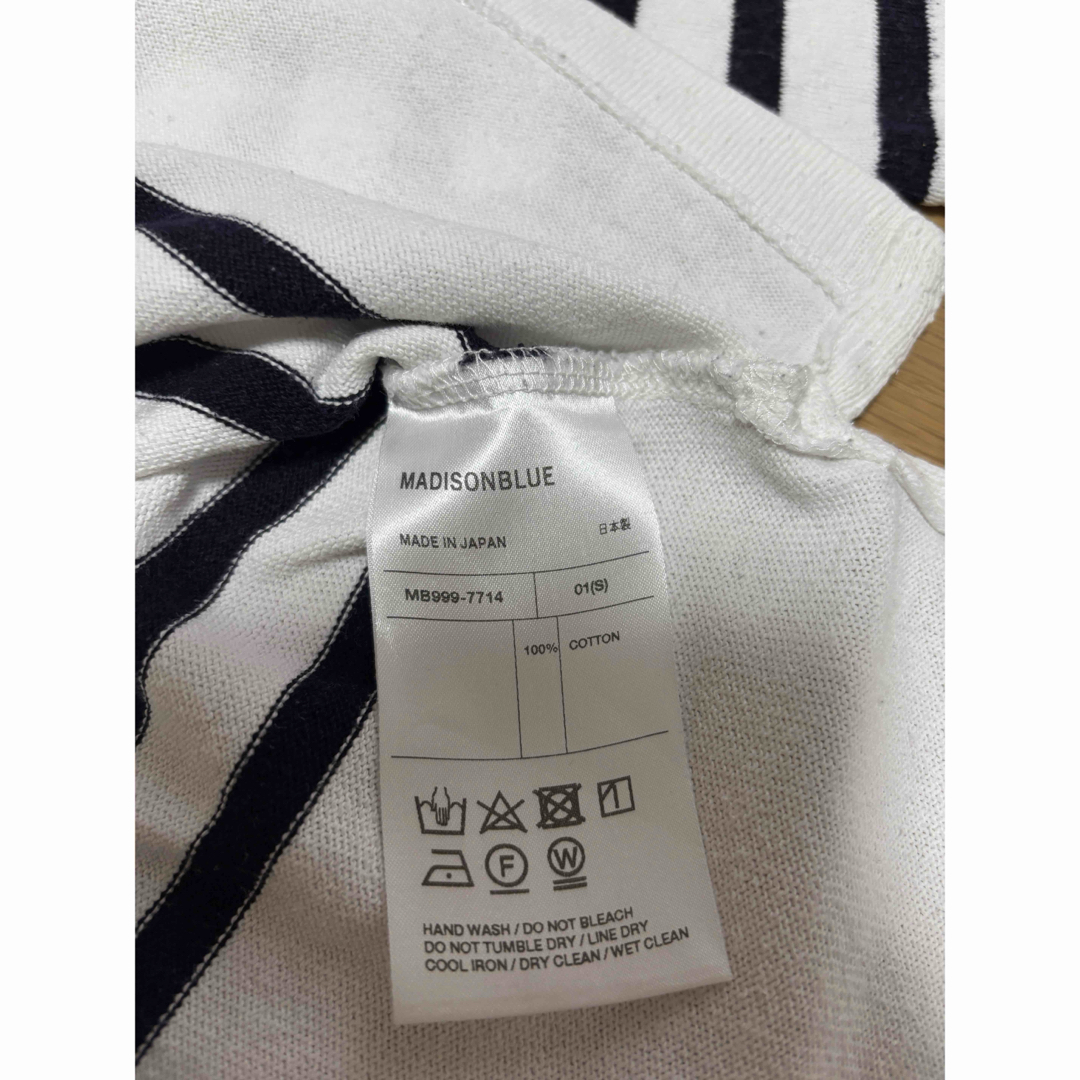 MADISONBLUE
MADE IN JAPAN 日本製
MB999-7714 01(S)
100% COTTON
F W
HAND WASH / DO NOT BLEACH
DO NOT TUMBLE DRY / LINE DRY
COOL IRON / DRY CLEAN / WET CLEAN